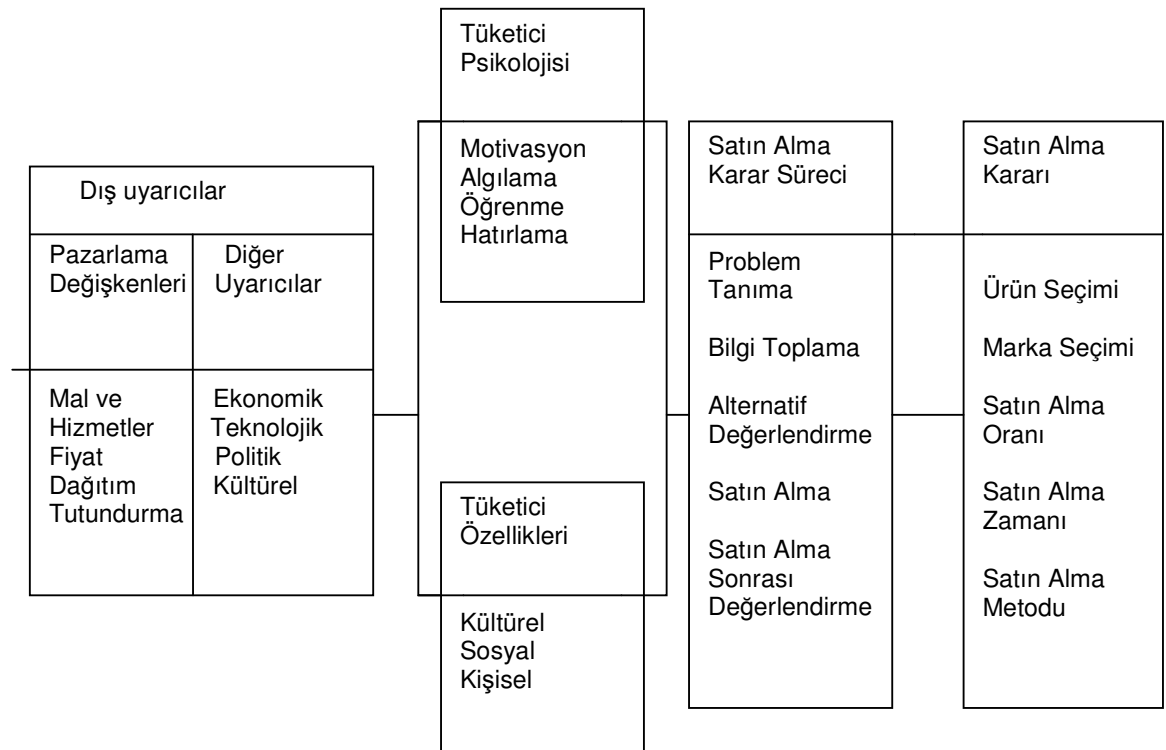 Dış uyarıcılar
Pazarlama
Değişkenleri
Diğer
Uyarıcılar
Mal ve
Hizmetler
Fiyat
Dağıtım
Tutundurma
Ekonomik
Teknolojik
Politik
Kültürel
Tüketici
Psikolojisi
Motivasyon
Algılama
Öğrenme
Hatırlama
Tüketici
Özellikleri
Kültürel
Sosyal
Kişisel
Satın Alma
Karar Süreci
Problem
Tanıma
Bilgi Toplama
Alternatif
Değerlendirme
Satın Alma
Satın Alma
Sonrası
Değerlendirme
Satın Alma
Kararı
Ürün Seçimi
Marka Seçimi
Satın Alma
Oranı
Satın Alma
Zamanı
Satın Alma
Metodu